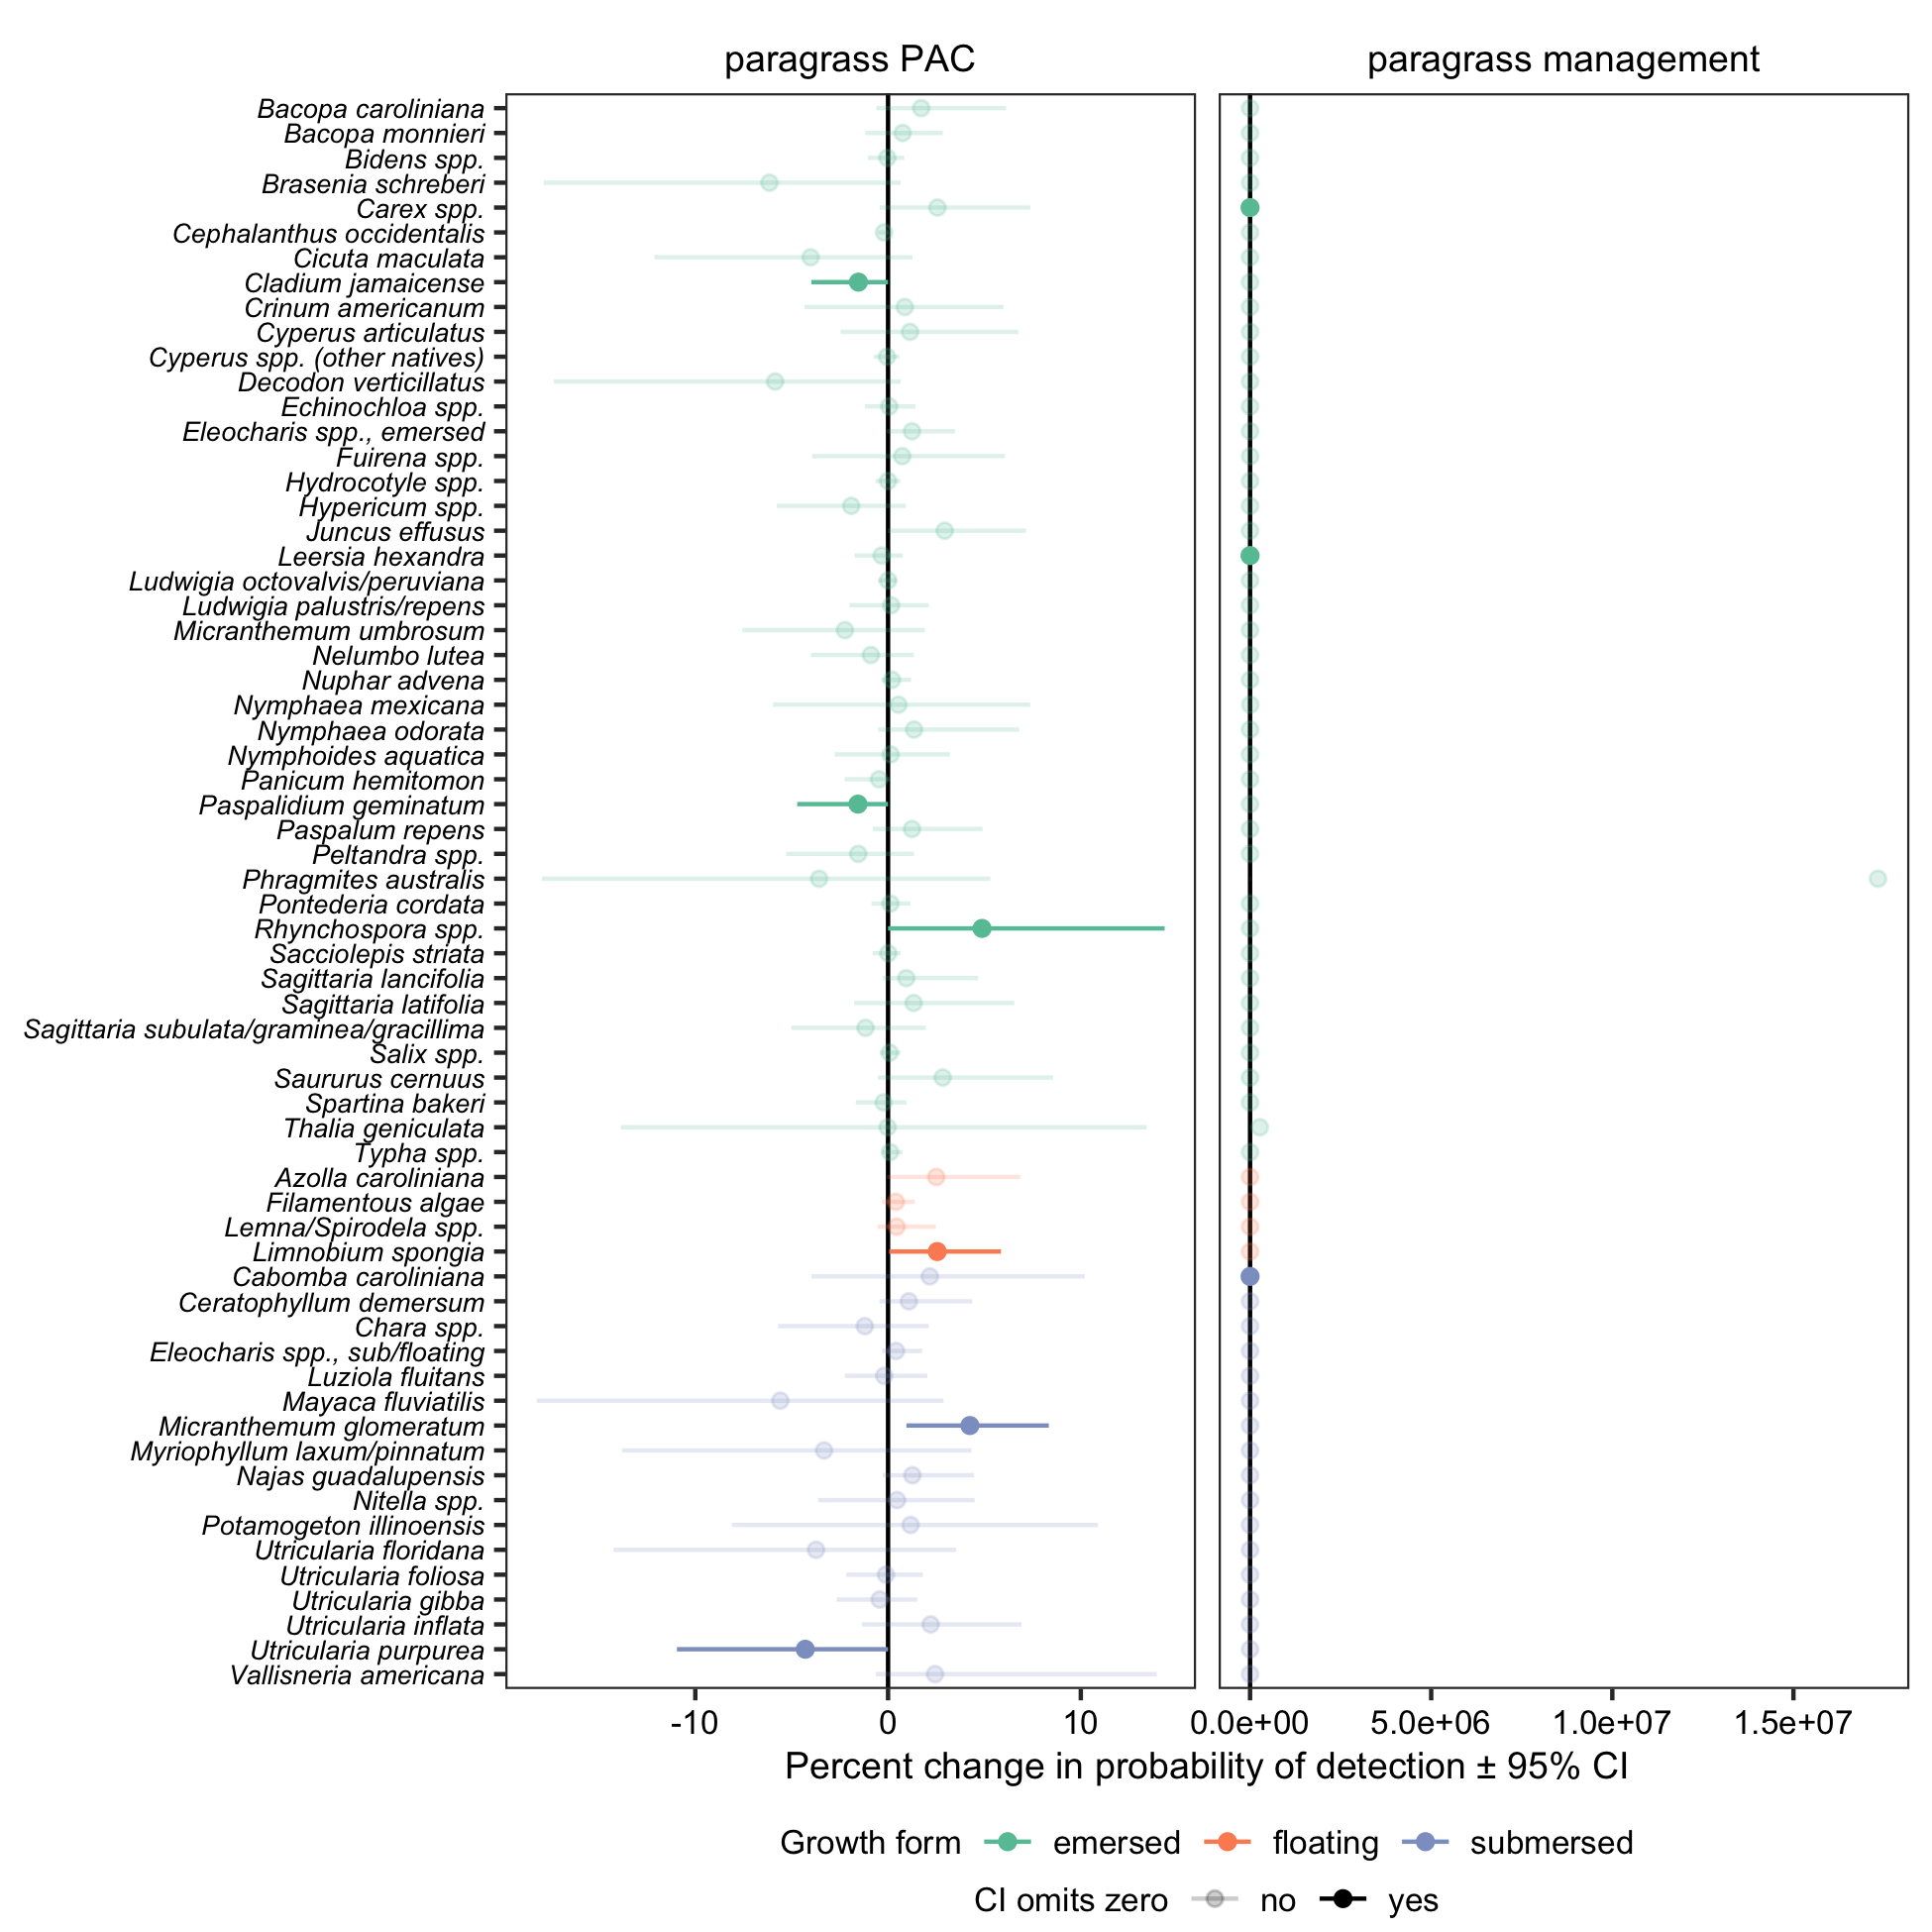 paragrass PAC
paragrass management
Bacopa caroliniana
Bacopa monnieri
Bidens spp.
Brasenia schreberi
Carex spp.
Cephalanthus occidentalis
Cicuta maculata
Cladium jamaicense
Crinum americanum
Cyperus articulatus
Cyperus spp. (other natives)
Decodon verticillatus
Echinochloa spp.
Eleocharis spp., emersed
Fuirena spp.
Hydrocotyle spp.
Hypericum spp.
Juncus effusus
Leersia hexandra
Ludwigia octovalvis/peruviana
Ludwigia palustris/repens
Micranthemum umbrosum
Nelumbo lutea
Nuphar advena
Nymphaea mexicana
Nymphaea odorata
Nymphoides aquatica
Panicum hemitomon
Paspalidium geminatum
Paspalum repens
Peltandra spp.
Phragmites australis
Pontederia cordata
Rhynchospora spp.
Sacciolepis striata
Sagittaria lancifolia
Sagittaria latifolia
Sagittaria subulata/graminea/gracillima
Salix spp.
Saururus cernuus
Spartina bakeri
Thalia geniculata
Typha spp.
Azolla caroliniana
Filamentous algae
Lemna/Spirodela spp.
Limnobium spongia
Cabomba caroliniana
Ceratophyllum demersum
Chara spp.
Eleocharis spp., sub/floating
Luziola fluitans
Mayaca fluviatilis
Micranthemum glomeratum
Myriophyllum laxum/pinnatum
Najas guadalupensis
Nitella spp.
Potamogeton illinoensis
Utricularia floridana
Utricularia foliosa
Utricularia gibba
Utricularia inflata
Utricularia purpurea
Vallisneria americana
-10 0 10 0.0e+00 5.0e+06 1.0e+07 1.5e+07
Percent change in probability of detection ± 95% CI
Growth form emersed floating submersed
CI omits zero no yes